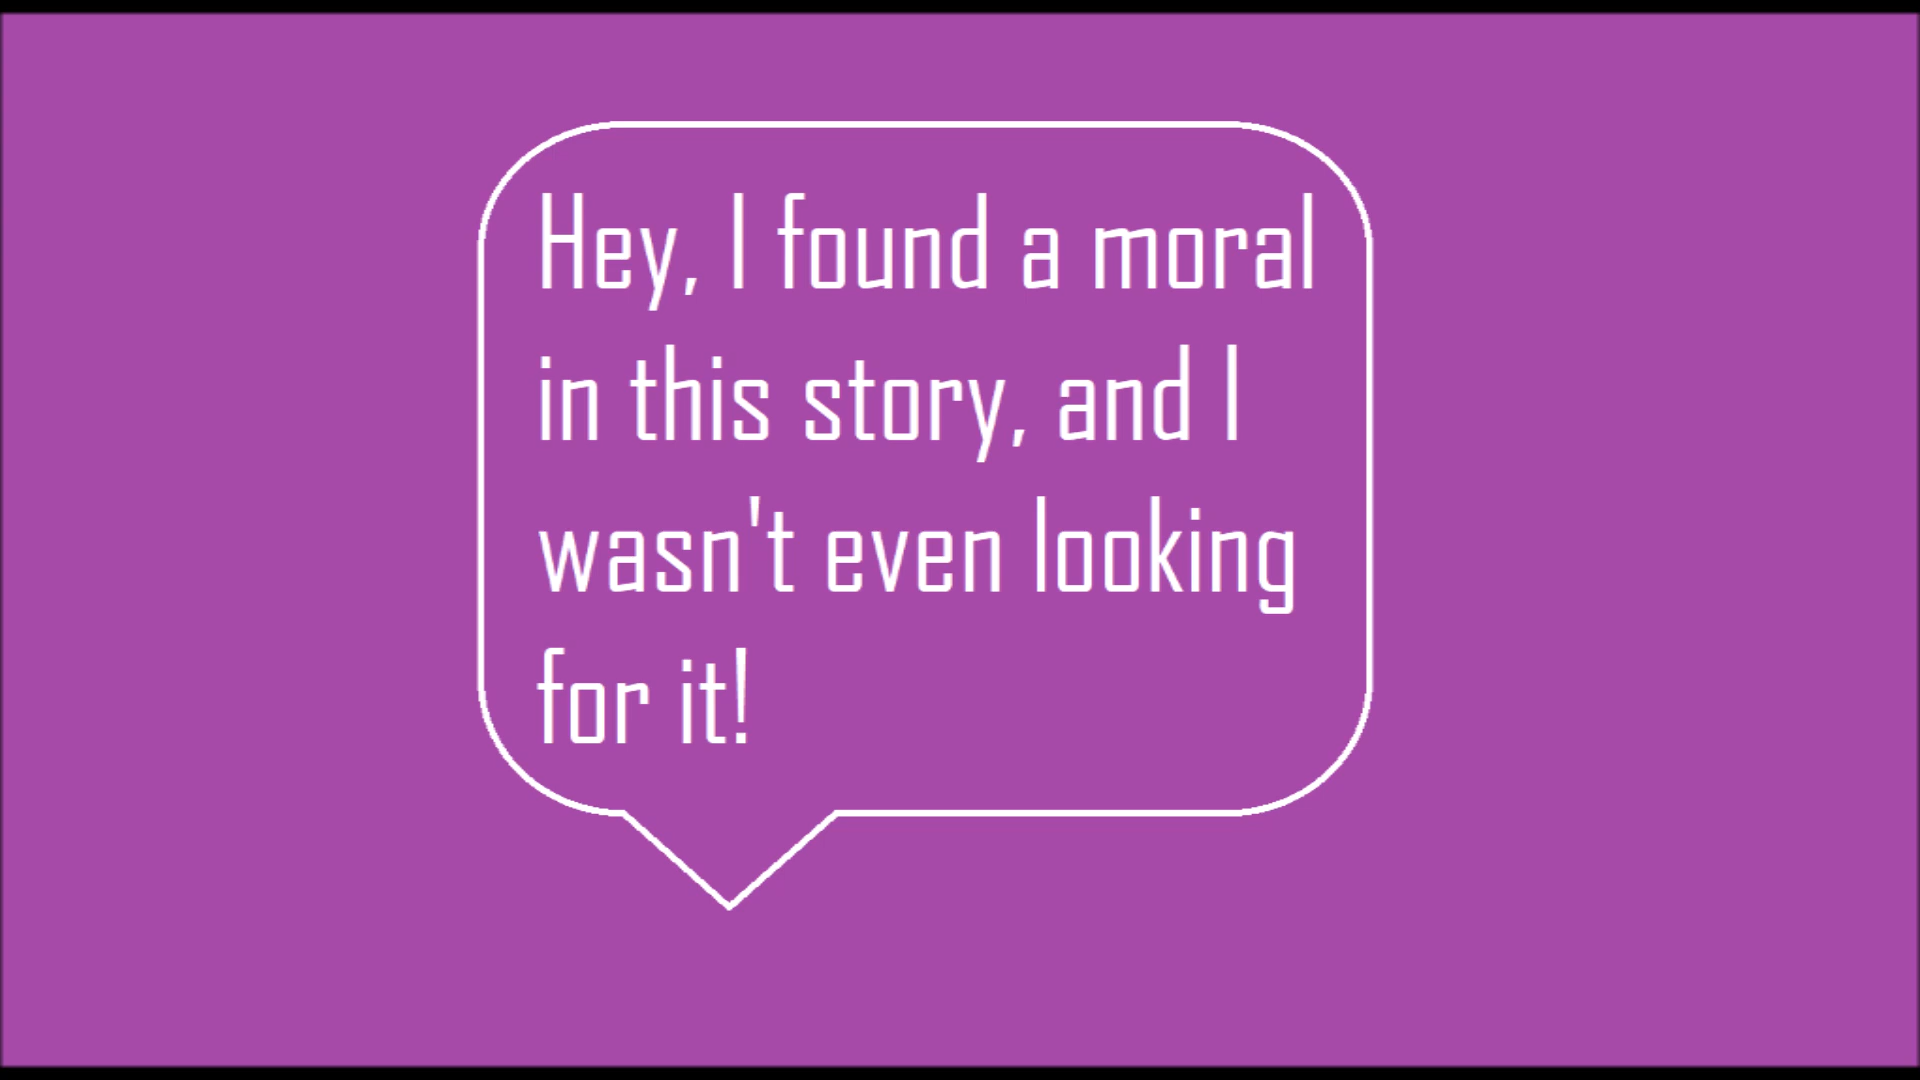 Hey, I found a moral
in this story, and I
wasn't even looking
for it!